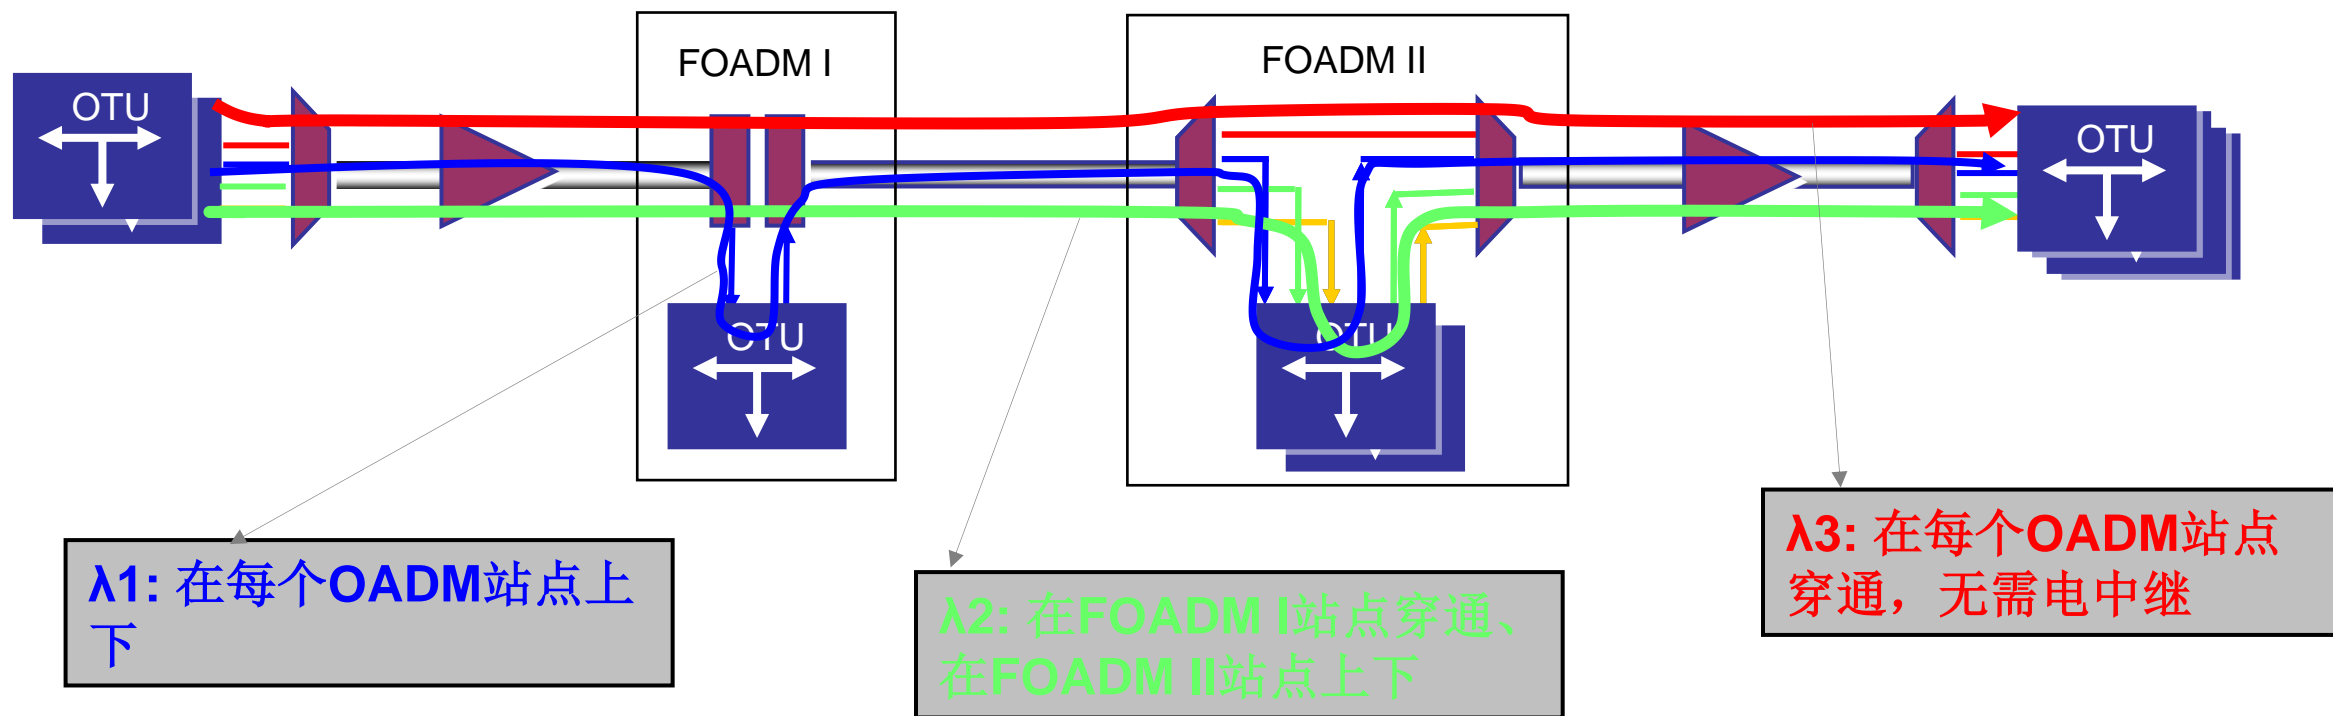 FOADM I
FOADM II
OTU
OTU
OTU
OTU
λ1: 在每个OADM站点上
下
λ2: 在FOADM I站点穿通、
在FOADM II站点上下
λ3: 在每个OADM站点
穿通，无需电中继